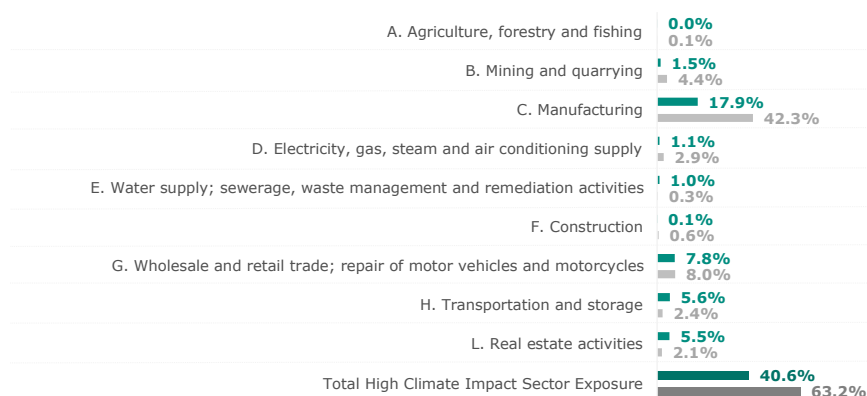 A. Agriculture, forestry and fishing
0.0%
0.1%
B. Mining and quarrying
1.5%
4.4%
C. Manufacturing
17.9%
42.3%
D. Electricity, gas, steam and air conditioning supply
1.1%
2.9%
E. Water supply; sewerage, waste management and remediation activities
1.0%
0.3%
F. Construction
0.1%
0.6%
G. Wholesale and retail trade; repair of motor vehicles and motorcycles
7.8%
8.0%
H. Transportation and storage
5.6%
2.4%
L. Real estate activities
5.5%
2.1%
Total High Climate Impact Sector Exposure
40.6%
63.2%